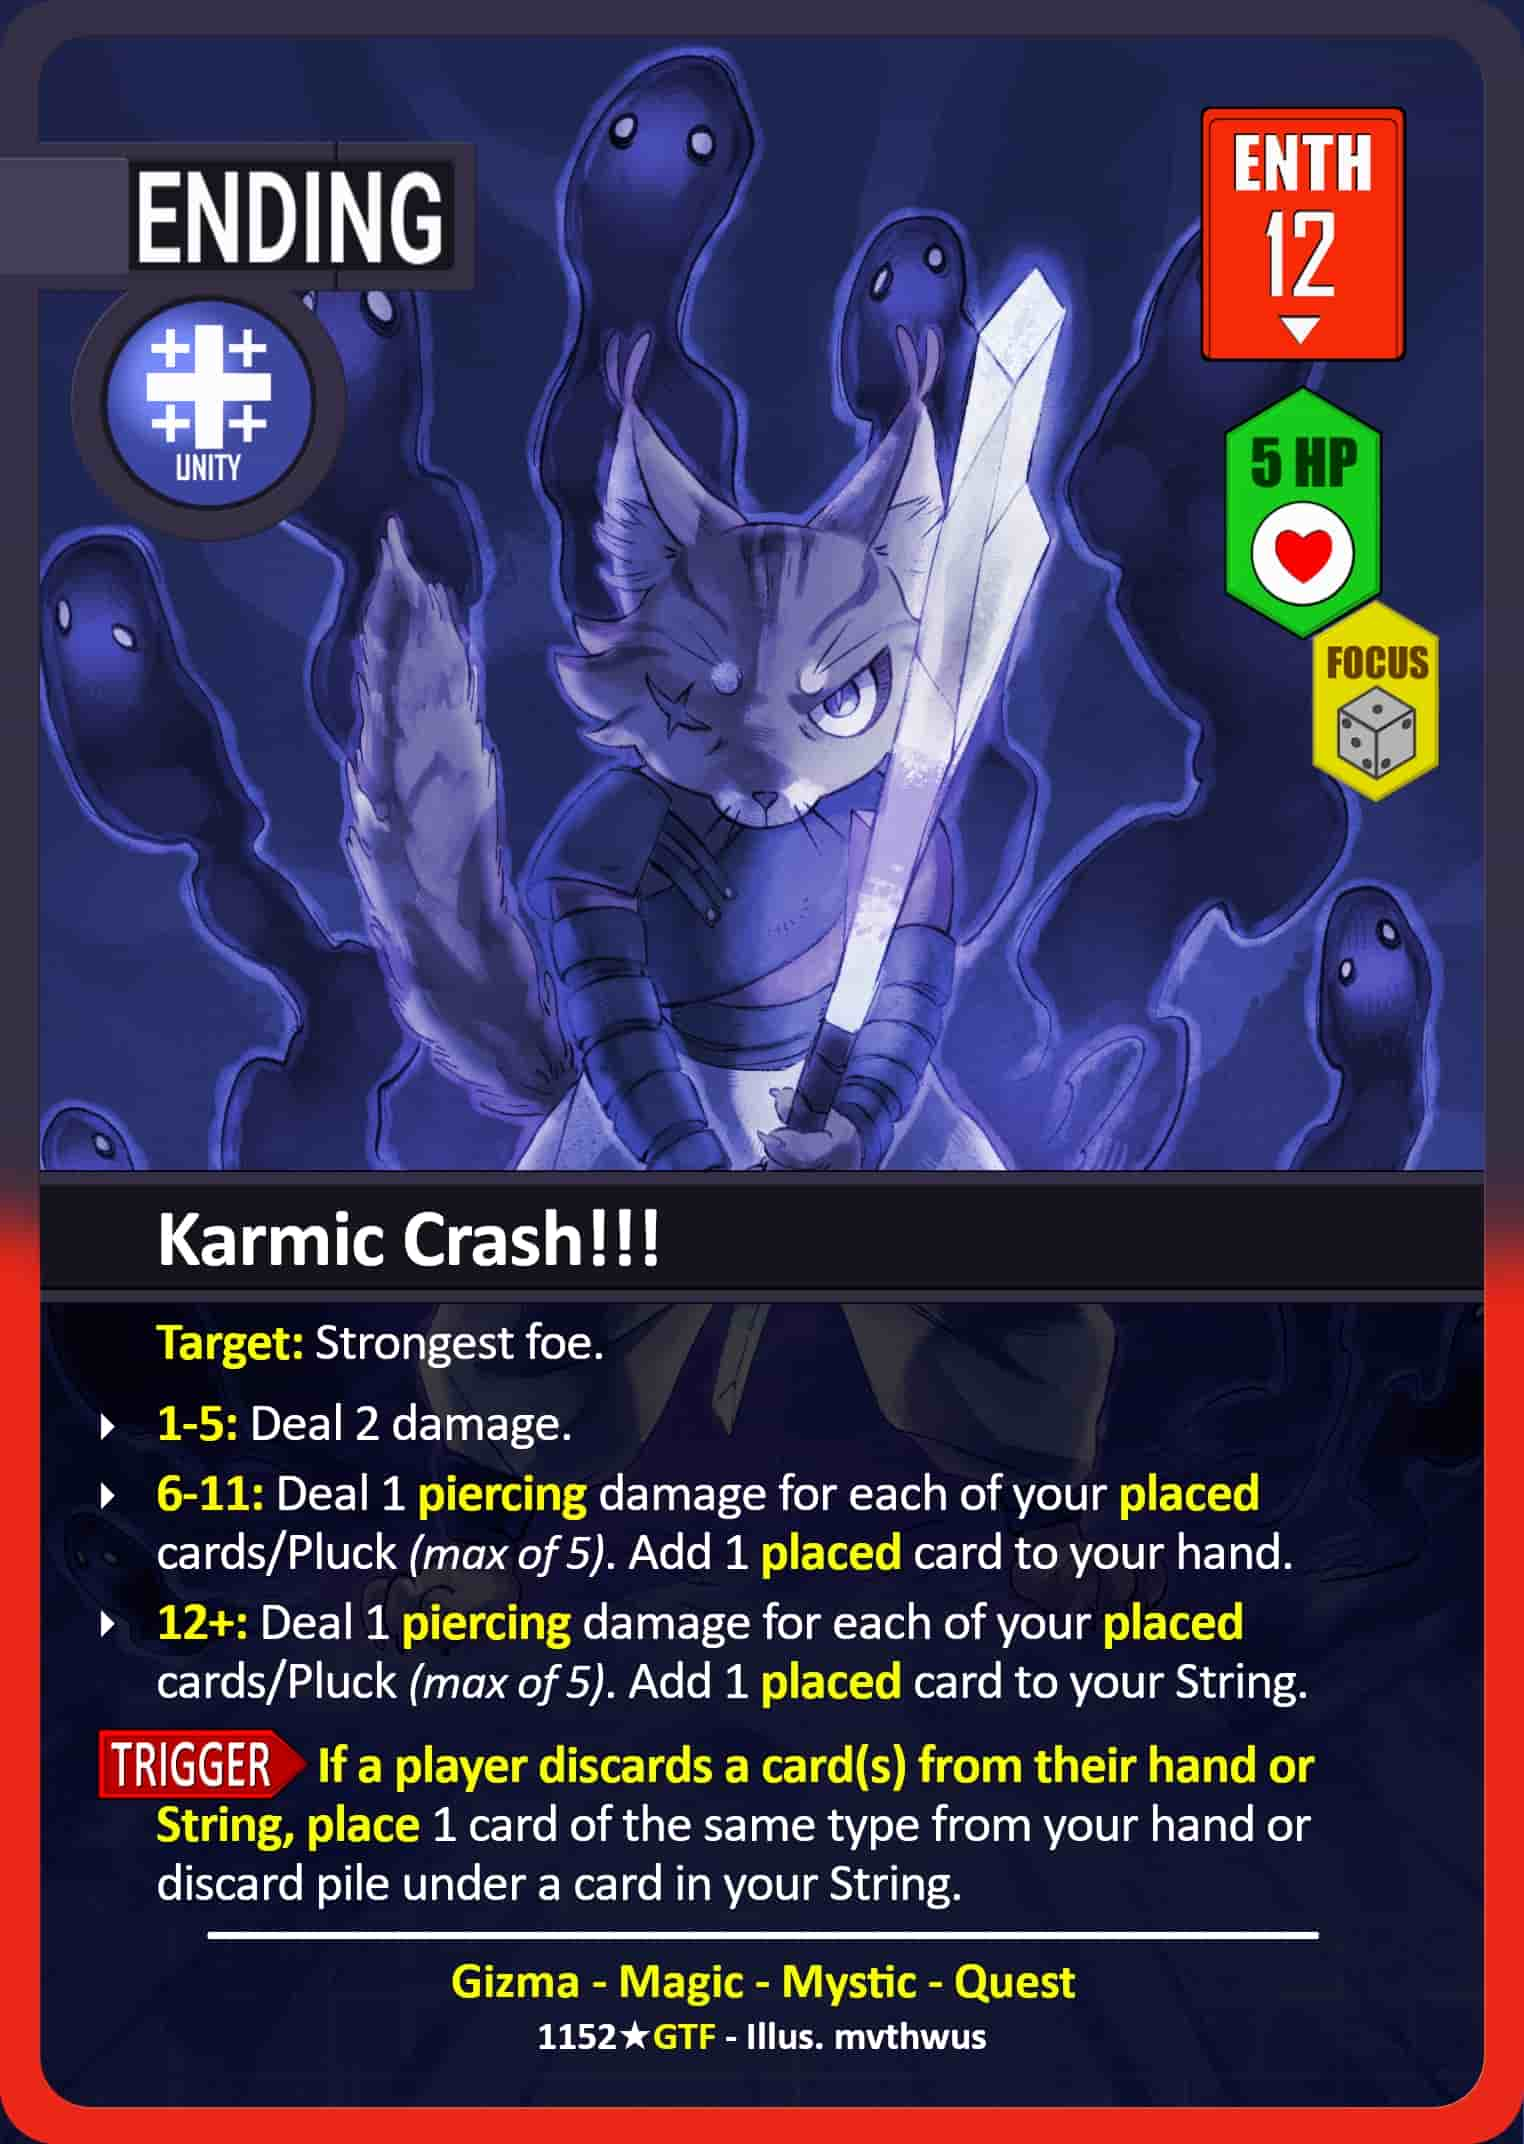 ENDING
UNITY
ENTH
12
5 HP
FOCUS
Karmic Crash!!!
Target: Strongest foe.
1-5: Deal 2 damage.
6-11: Deal 1 piercing damage for each of your placed
cards/Pluck (max of 5). Add 1 placed card to your hand.
12+: Deal 1 piercing damage for each of your placed
cards/Pluck (max of 5). Add 1 placed card to your String.
TRIGGER If a player discards a card(s) from their hand or
String, place 1 card of the same type from your hand or
discard pile under a card in your String.
Gizma - Magic - Mystic - Quest
1152★GTF - Illus. mvthwus